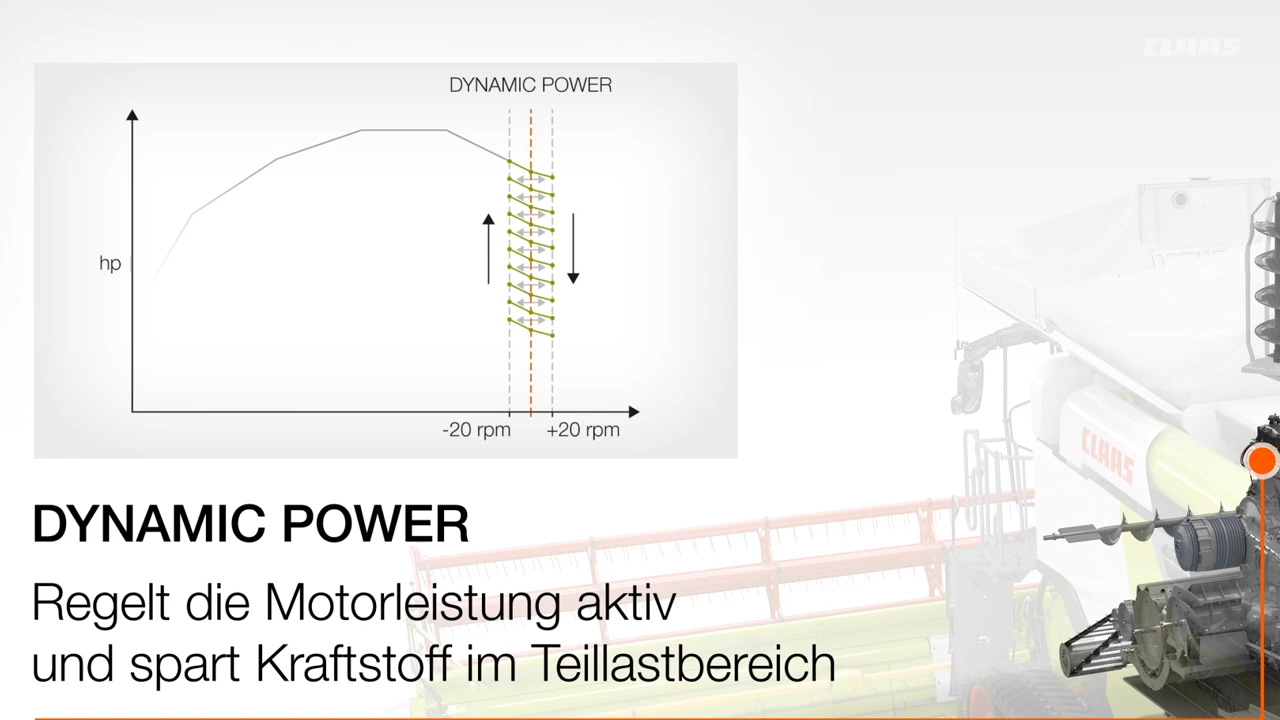 CLAAS
DYNAMIC POWER
hp
-20 rpm
+20 rpm
CLAAS
DYNAMIC POWER
Regelt die Motorleistung aktiv
und spart Kraftstoff im Teillastbereich